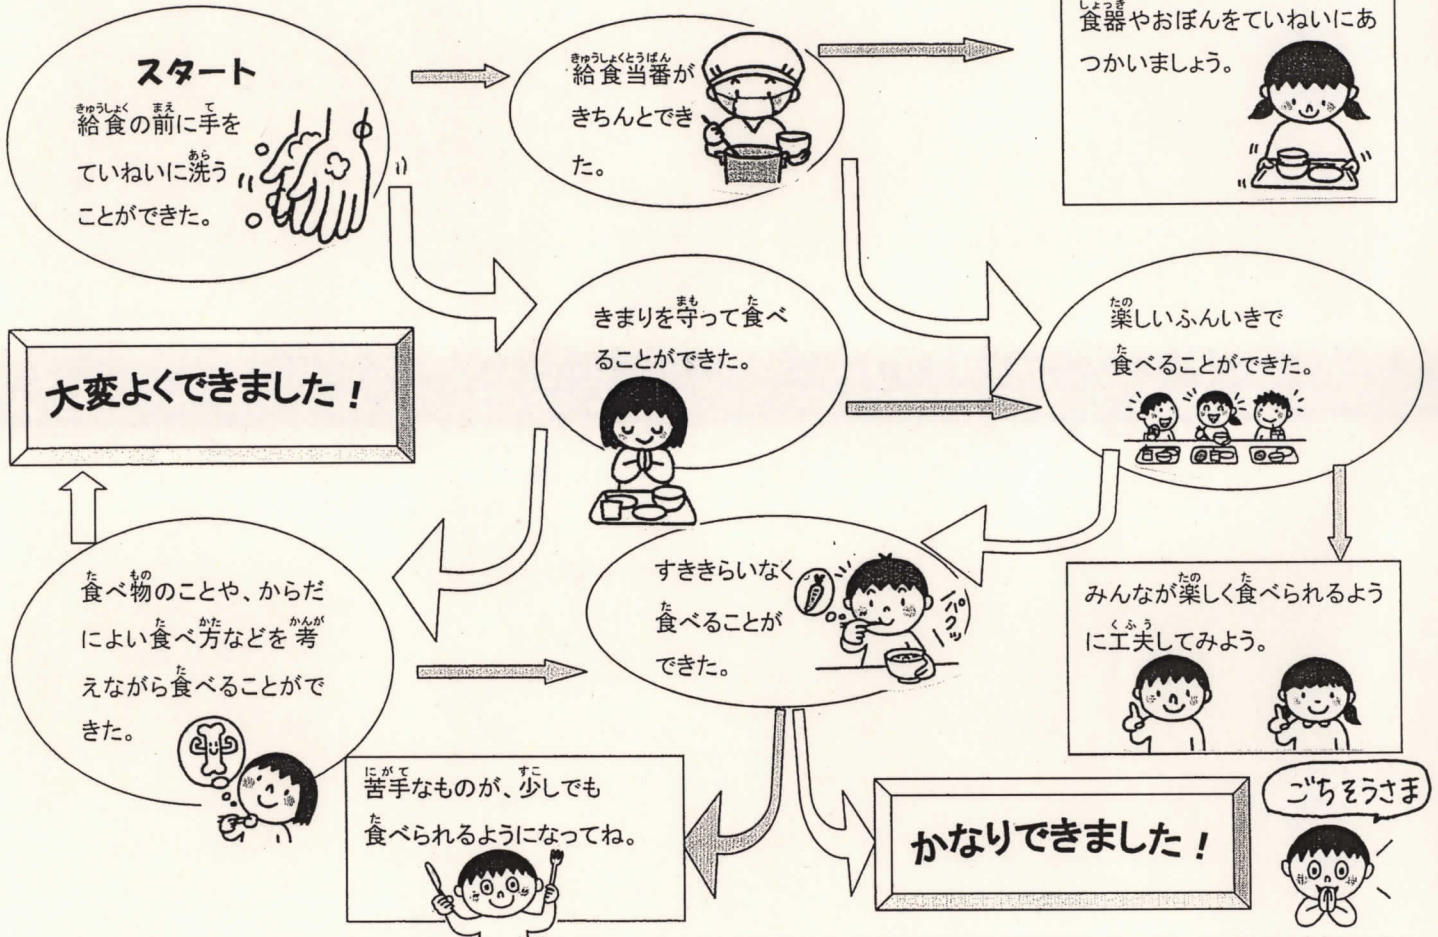 スタート
給食の前に手を
ていねいに洗う
ことができた。
給食当番が
きちんとでき
た。
食器やおぼんをていねいにあ
つかいましょう。
きまりを守って食べ
ることができた。
楽しいふんいきで
食べることができた。
大変よくできました！
食べ物のことや、からだ
によい食べ方などを考
えながら食べることがで
きた。
すききらいなく
食べることが
できた。
パクッ
みんなが楽しく食べられるよう
に工夫してみよう。
苦手なものが、少しでも
食べられるようになってね。
かなりできました！
ごちそうさま